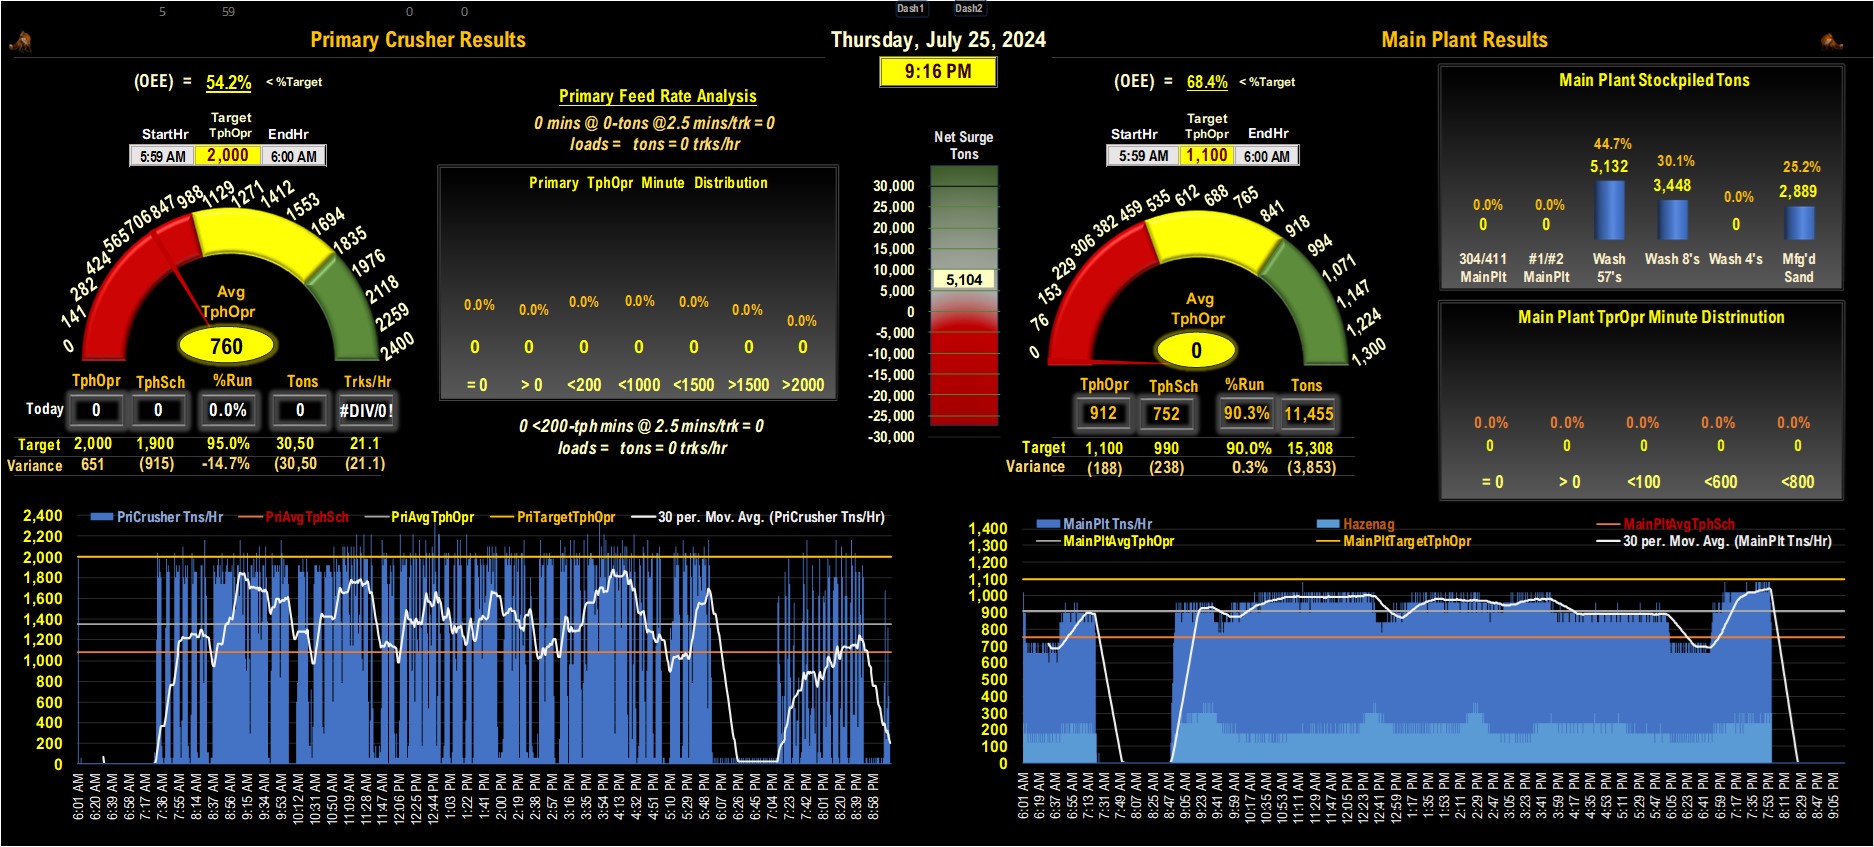 5 59 0 0 Dash1 Dash2
Primary Crusher Results
Thursday, July 25, 2024
Main Plant Results
9:16 PM
(OEE) = 54.2% < %Target
StartHr Target TphOpr EndHr
5:59 AM 2,000 6:00 AM
0 141 282 424 565 706 847 988 1129 1271 1412 1553 1694 1835 1976 2118 2259 2400
Avg
TphOpr
760
TphOpr TphSch %Run Tons Trks/Hr
Today 0 0 0.0% 0 #DIV/0!
Target 2,000 1,900 95.0% 30,50 21.1
Variance 651 (915) -14.7% (30,50 (21.1)
Primary Feed Rate Analysis
0 mins @ 0-tons @2.5 mins/trk = 0
loads = tons = 0 trks/hr
Primary TphOpr Minute Distribution
0.0% 0.0% 0.0% 0.0% 0.0% 0.0% 0.0%
0 0 0 0 0 0 0
= 0 > 0 <200 <1000 <1500 >1500 >2000
0 <200-tph mins @ 2.5 mins/trk = 0
loads = tons = 0 trks/hr
Net Surge
Tons
30,000
25,000
20,000
15,000
10,000
5,104
5,000
0
-5,000
-10,000
-15,000
-20,000
-25,000
-30,000
(OEE) = 68.4% < %Target
StartHr Target TphOpr EndHr
5:59 AM 1,100 6:00 AM
0 76 153 229 306 382 459 535 612 688 765 841 918 994 1,071 1,147 1,224 1,300
Avg
TphOpr
0
TphOpr TphSch %Run Tons
912 752 90.3% 11,455
Target 1,100 990 90.0% 15,308
Variance (188) (238) 0.3% (3,853)
Main Plant Stockpiled Tons
0.0% 0.0% 44.7% 30.1% 0.0% 25.2%
0 0 5,132 3,448 0 2,889
304/411 MainPlt #1/#2 MainPlt Wash 57's Wash 8's Wash 4's Mfg'd Sand
Main Plant TprOpr Minute Distrinution
0.0% 0.0% 0.0% 0.0% 0.0%
0 0 0 0 0
= 0 > 0 <100 <600 <800
PriCrusher Tns/Hr PriAvgTphSch PriAvgTphOpr PriTargetTphOpr 30 per. Mov. Avg. (PriCrusher Tns/Hr)
2,400
2,200
2,000
1,800
1,600
1,400
1,200
1,000
800
600
400
200
0
6:01 AM 6:20 AM 6:39 AM 6:58 AM 7:17 AM 7:36 AM 7:55 AM 8:14 AM 8:37 AM 8:56 AM 9:15 AM 9:34 AM 9:53 AM 10:12 AM 10:31 AM 10:50 AM 11:09 AM 11:28 AM 11:47 AM 12:06 PM 12:25 PM 12:44 PM 1:03 PM 1:22 PM 1:41 PM 2:00 PM 2:19 PM 2:38 PM 2:57 PM 3:16 PM 3:35 PM 3:54 PM 4:13 PM 4:32 PM 4:51 PM 5:10 PM 5:29 PM 5:48 PM 6:07 PM 6:26 PM 6:45 PM 7:04 PM 7:23 PM 7:42 PM 8:01 PM 8:20 PM 8:39 PM 8:58 PM
MainPlt Tns/Hr Hazenag MainPltAvgTphSch
MainPltAvgTphOpr MainPltTargetTphOpr 30 per. Mov. Avg. (MainPlt Tns/Hr)
1,400
1,300
1,200
1,100
1,000
900
800
700
600
500
400
300
200
100
0
6:01 AM 6:19 AM 6:37 AM 6:55 AM 7:13 AM 7:31 AM 7:49 AM 8:07 AM 8:25 AM 8:47 AM 9:05 AM 9:23 AM 9:41 AM 9:59 AM 10:17 AM 10:35 AM 10:53 AM 11:11 AM 11:29 AM 11:47 AM 12:05 PM 12:23 PM 12:41 PM 12:59 PM 1:17 PM 1:35 PM 1:53 PM 2:11 PM 2:29 PM 2:47 PM 3:05 PM 3:23 PM 3:41 PM 3:59 PM 4:17 PM 4:35 PM 4:53 PM 5:11 PM 5:29 PM 5:47 PM 6:05 PM 6:23 PM 6:41 PM 6:59 PM 7:17 PM 7:35 PM 7:53 PM 8:11 PM 8:29 PM 8:47 PM 9:05 PM